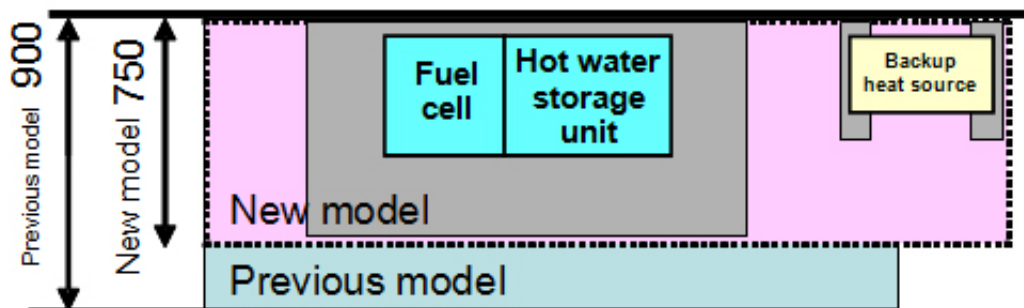 Previous model 900
New model 750
Fuel
cell
Hot water
storage
unit
Backup
heat source
New model
Previous model